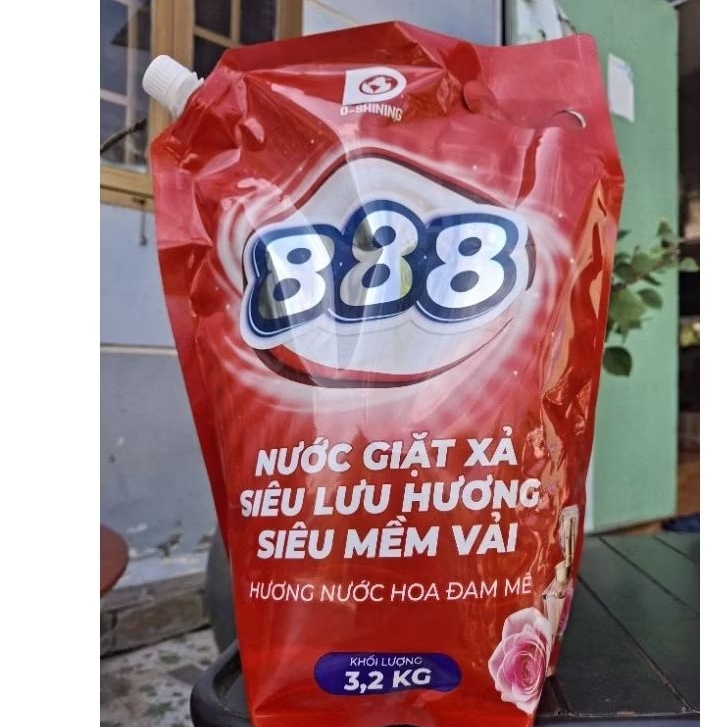 D-SHINING
888
NƯỚC GIẶT XẢ
SIÊU LƯU HƯƠNG
SIÊU MỀM VẢI
HƯƠNG NƯỚC HOA ĐAM MÊ
KHỐI LƯỢNG
3,2 KG